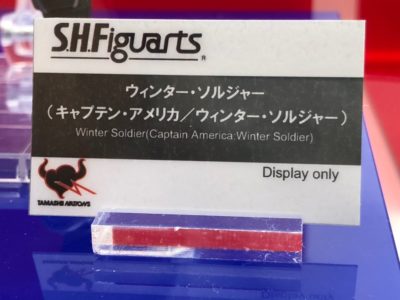 S.H.Figuarts
®
ウィンター・ソルジャー
（キャプテン・アメリカ／ウィンター・ソルジャー）
Winter Soldier(Captain America:Winter Soldier)
Display only
TAMASHII NATIONS